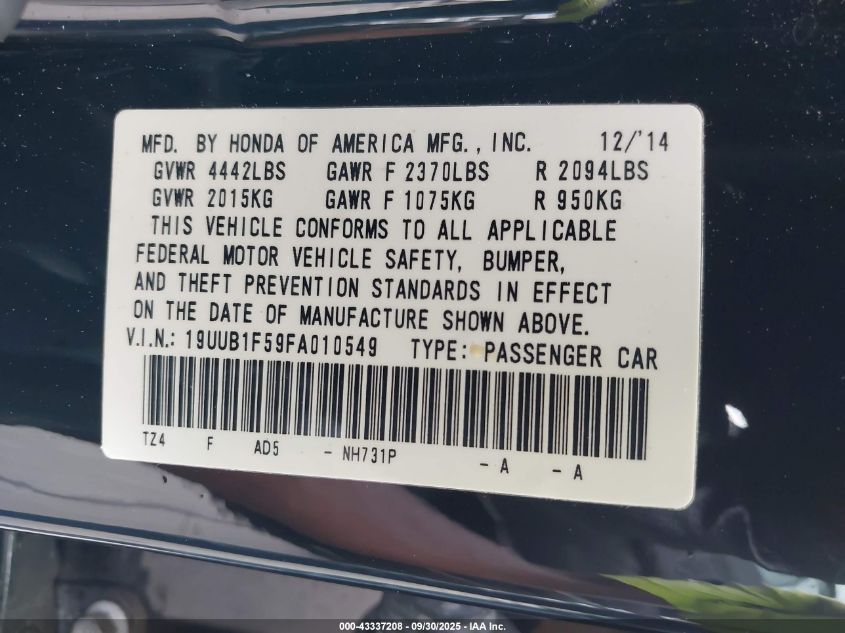 MFD. BY HONDA OF AMERICA MFG., INC. 12/'14
GVWR 4442LBS GAWR F 2370LBS R 2094LBS
GVWR 2015KG GAWR F 1075KG R 950KG
THIS VEHICLE CONFORMS TO ALL APPLICABLE
FEDERAL MOTOR VEHICLE SAFETY, BUMPER,
AND THEFT PREVENTION STANDARDS IN EFFECT
ON THE DATE OF MANUFACTURE SHOWN ABOVE.
V.I.N.: 19UUB1F59FA010549 TYPE: PASSENGER CAR
TZ4 F AD5 - NH731P - A - A
000-43337208 - 09/30/2025 - IAA Inc.